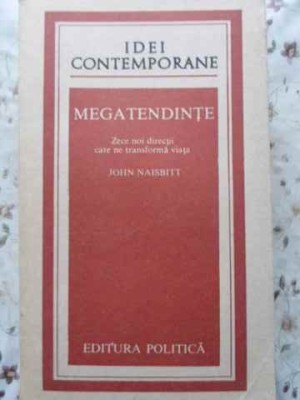 IDEI
CONTEMPORANE
MEGATENDINȚE
Zece noi direcții
care ne transformă viața
JOHN NAISBITT
EDITURA POLITICĂ